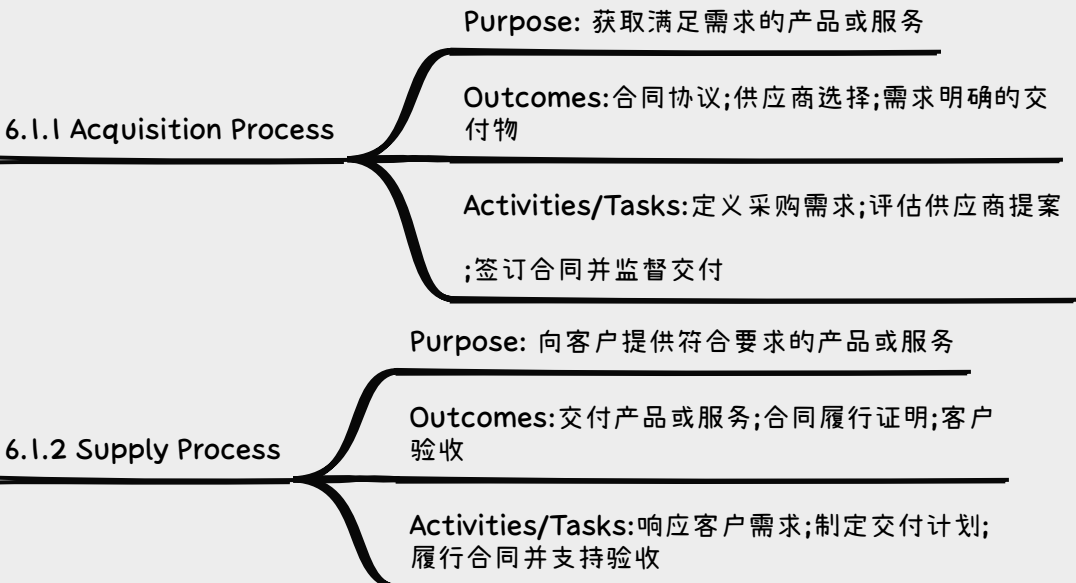 Purpose: 获取满足需求的产品或服务
Outcomes:合同协议;供应商选择;需求明确的交
付物
6.1.1 Acquisition Process
Activities/Tasks:定义采购需求;评估供应商提案
;签订合同并监督交付
Purpose: 向客户提供符合要求的产品或服务
Outcomes:交付产品或服务;合同履行证明;客户
验收
6.1.2 Supply Process
Activities/Tasks:响应客户需求;制定交付计划;
履行合同并支持验收